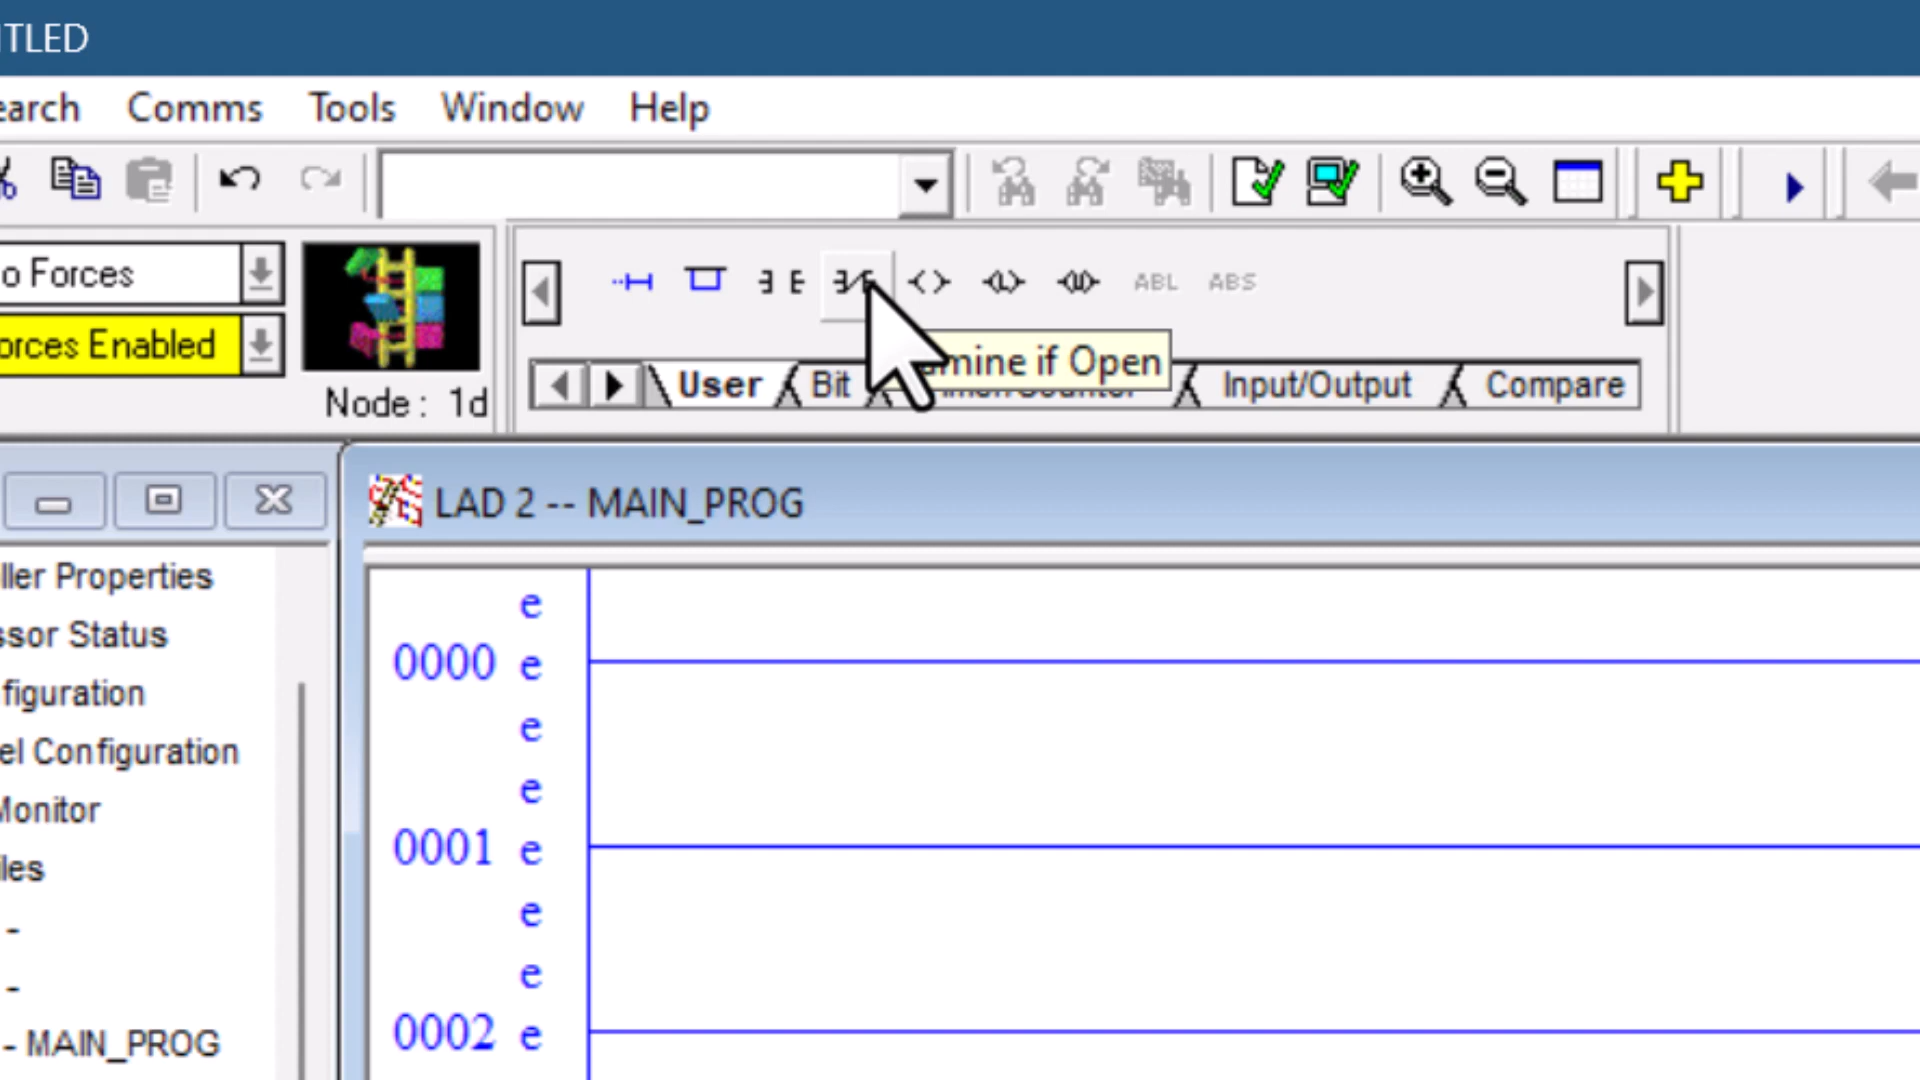 TLED
earch Comms Tools Window Help
o Forces
ABL ABS
orces Enabled
mine if Open
User Bit Input/Output Compare
Node : 1d
LAD 2 -- MAIN_PROG
ller Properties
ssor Status
figuration
el Configuration
Monitor
iles
-
-
- MAIN_PROG
e
0000 e
e
e
0001 e
e
e
0002 e